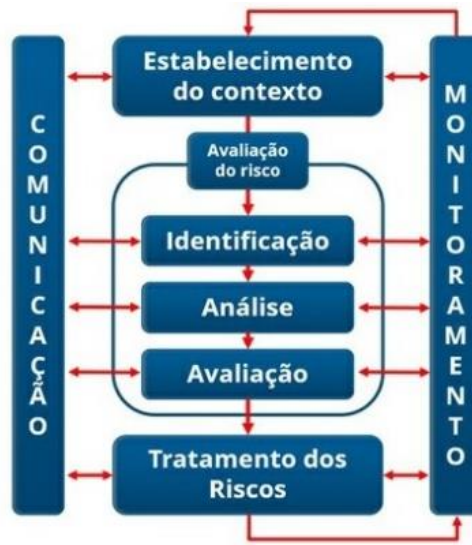 Estabelecimento
do contexto
COMUNICAÇÃO
MONITORAMENTO
Avaliação
do risco
Identificação
Análise
Avaliação
Tratamento dos
Riscos